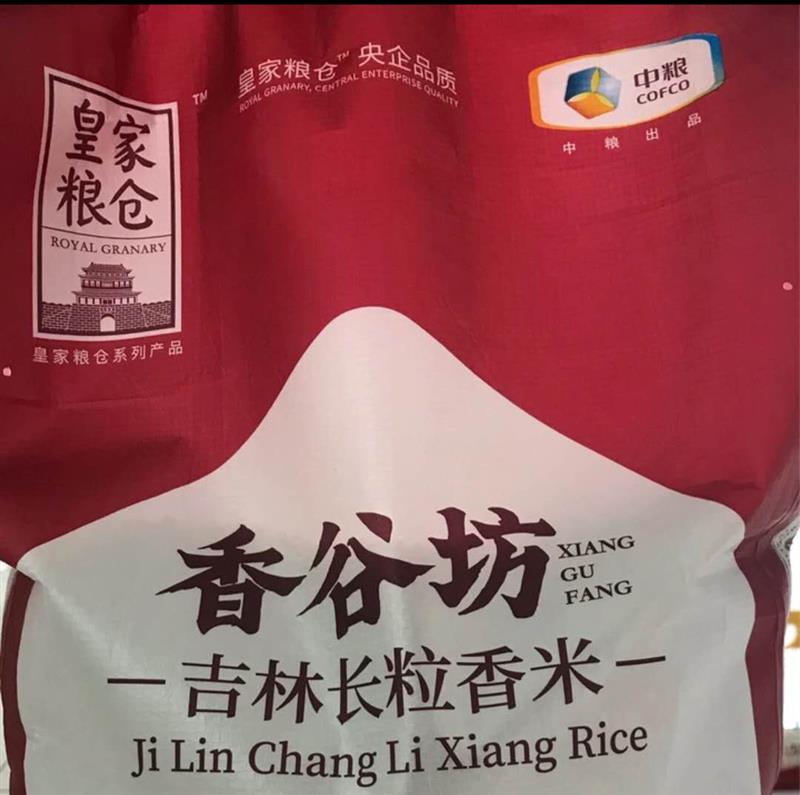 皇家粮仓™ 央企品质
ROYAL GRANARY, CENTRAL ENTERPRISE QUALITY
皇家
粮仓
™
ROYAL GRANARY
皇家粮仓系列产品
中粮
COFCO
中粮出品
香谷坊
XIANG
GU
FANG
－吉林长粒香米－
Ji Lin Chang Li Xiang Rice